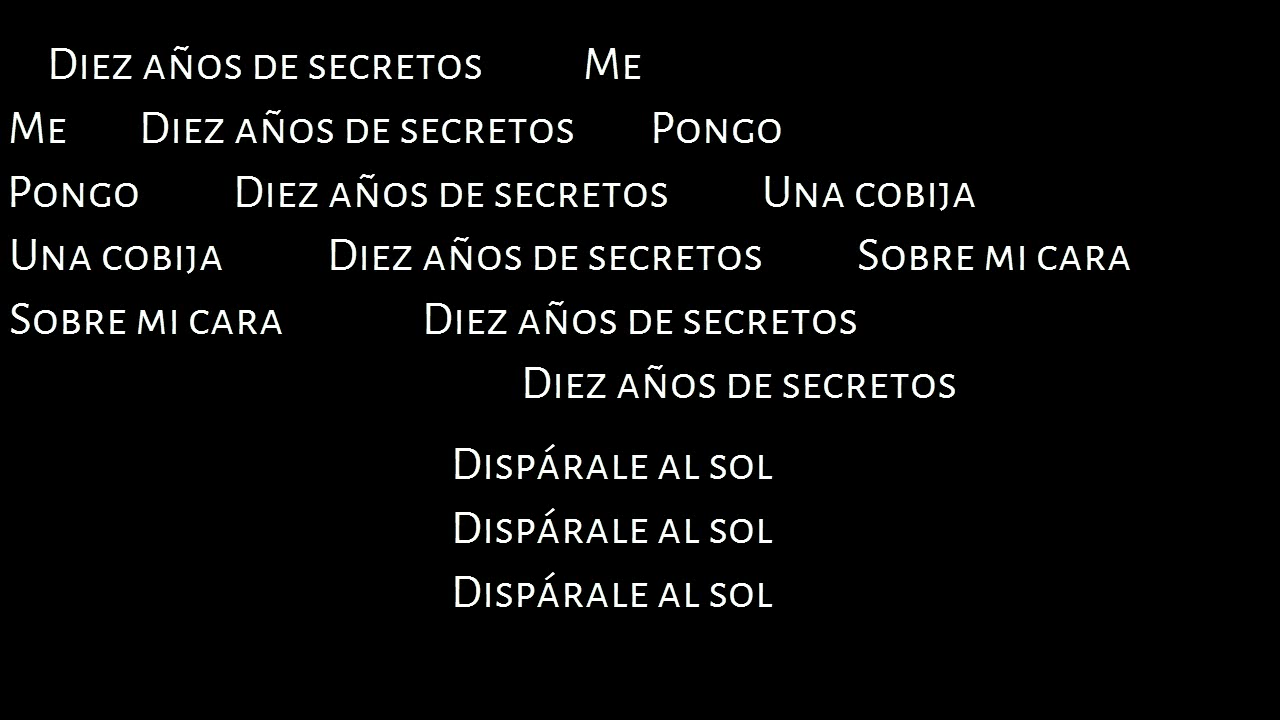 Diez años de secretos Me
Me Diez años de secretos Pongo
Pongo Diez años de secretos Una cobija
Una cobija Diez años de secretos Sobre mi cara
Sobre mi cara Diez años de secretos
Diez años de secretos
Dispárale al sol
Dispárale al sol
Dispárale al sol